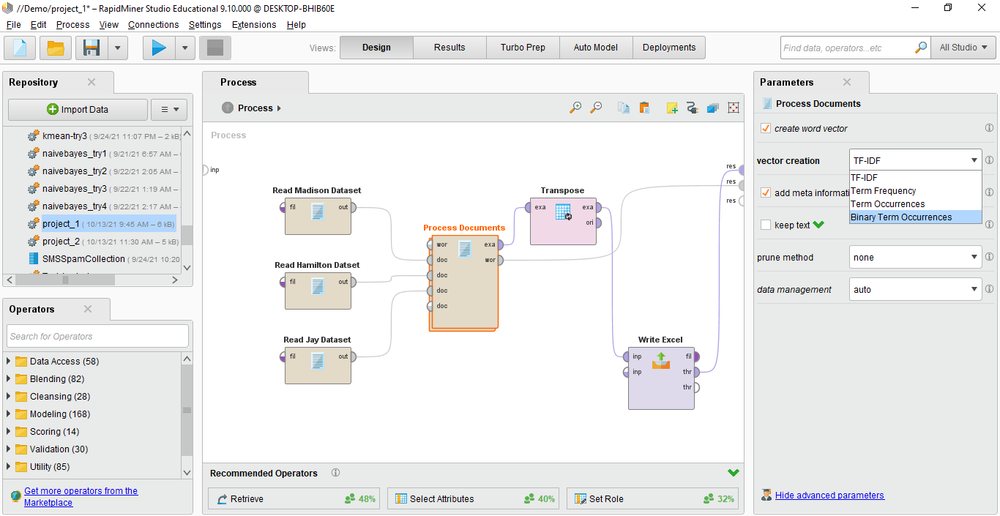 //Demo/project_1* – RapidMiner Studio Educational 9.10.000 @ DESKTOP-BHIB60E
File Edit Process View Connections Settings Extensions Help
Views: Design Results Turbo Prep Auto Model Deployments
Find data, operators...etc
All Studio
Repository
Import Data
kmean-try3 ( 9/24/21 11:07 PM – 2 kB)
naivebayes_try1 ( 9/21/21 6:57 AM –
naivebayes_try2 ( 9/22/21 2:05 AM –
naivebayes_try3 ( 9/22/21 1:19 AM –
naivebayes_try4 ( 9/22/21 2:17 AM –
project_1 ( 10/13/21 9:45 AM – 6 kB)
project_2 ( 10/13/21 11:30 AM – 5 kB)
SMSSpamCollection ( 9/24/21 10:20
Operators
Search for Operators
Data Access (58)
Blending (82)
Cleansing (28)
Modeling (168)
Scoring (14)
Validation (30)
Utility (85)
Get more operators from the
Marketplace
Process
Process
Process
inp
res
res
res
Read Madison Dataset
fil out
Read Hamilton Datset
fil out
Read Jay Dataset
fil out
Process Documents
wor exa
doc wor
doc
doc
doc
Transpose
exa exa
ori
Write Excel
inp fil
inp thr
thr
Recommended Operators
Retrieve 48%
Select Attributes 40%
Set Role 32%
Parameters
Process Documents
create word vector
vector creation TF-IDF
TF-IDF
Term Frequency
Term Occurrences
Binary Term Occurrences
add meta informati
keep text
prune method none
data management auto
Hide advanced parameters